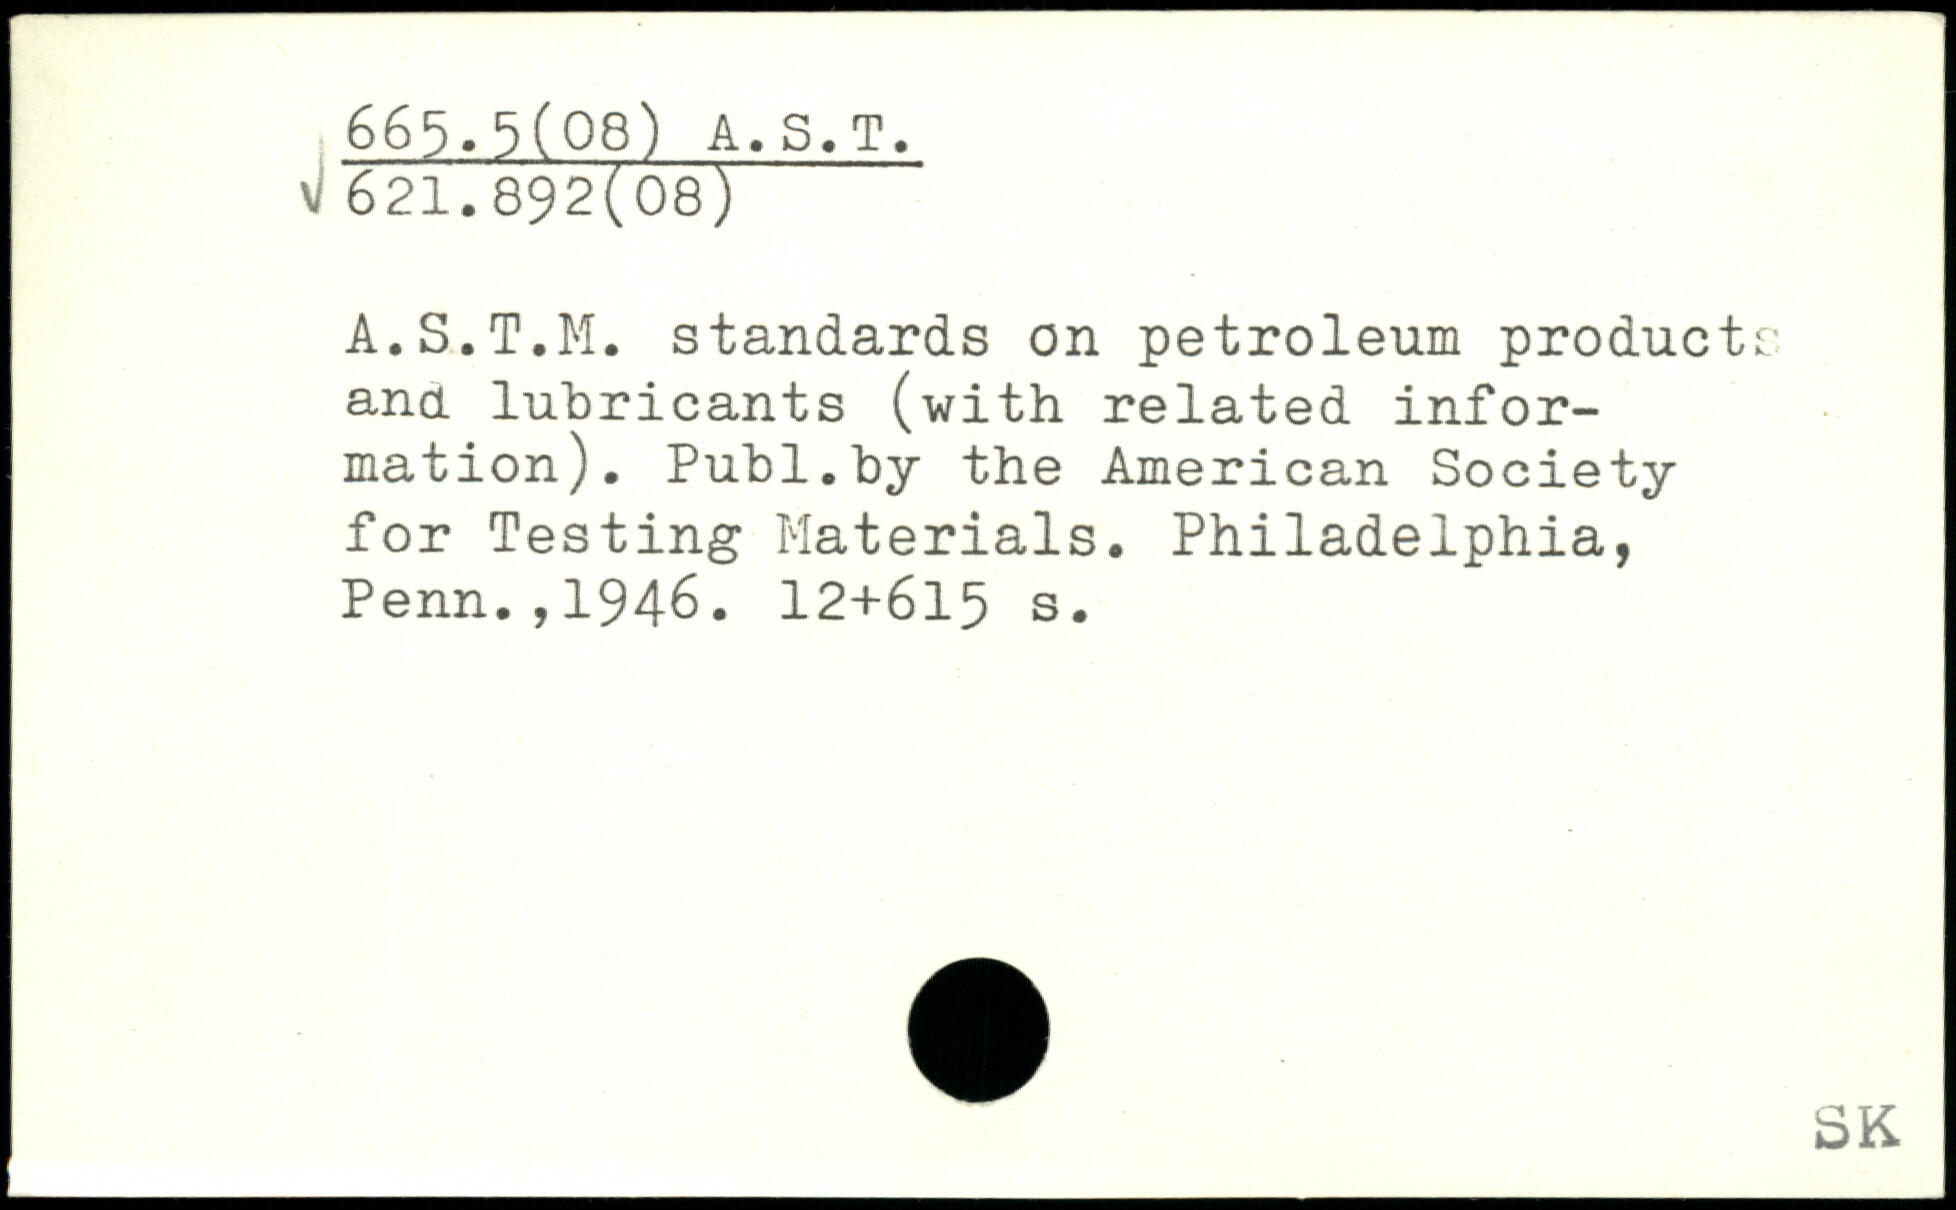 665.5(08) A.S.T.
621.892(08)
A.S.T.M. standards on petroleum products
and lubricants (with related infor-
mation). Publ.by the American Society
for Testing Materials. Philadelphia,
Penn.,1946. 12+615 s.
SK